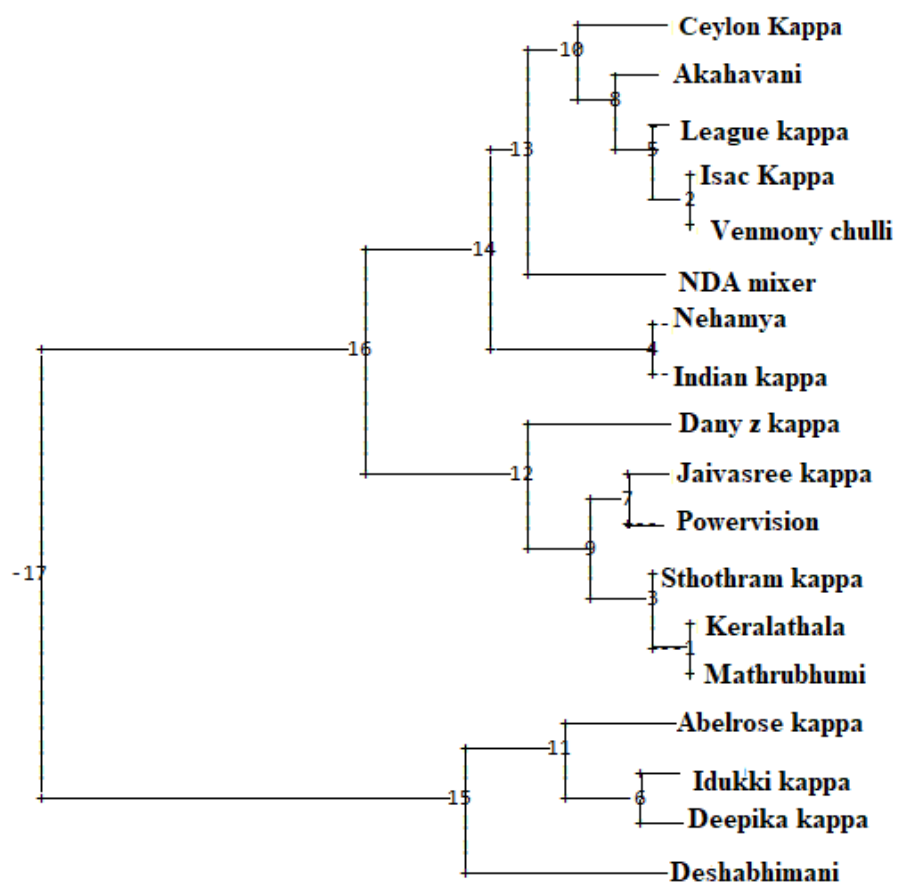 Ceylon Kappa
10
Akahavani
8
League kappa
13
5
Isac Kappa
2
Venmony chulli
14
NDA mixer
Nehamya
16
4
Indian kappa
Dany z kappa
12
Jaivasree kappa
7
Powervision
9
-17
Sthothram kappa
3
Keralathala
1
Mathrubhumi
Abelrose kappa
11
Idukki kappa
15
6
Deepika kappa
Deshabhimani